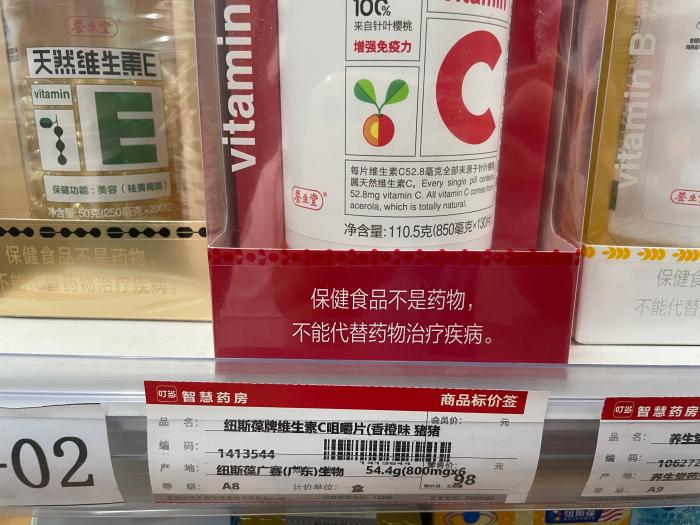 养生堂
天然维生素E
vitamin
E
保健功能：美容（祛黄褐斑）
净含量：50克(250毫克×200粒)
保健食品不是药物，
不能代替药物治疗疾病。
vitamin
100%
来自针叶樱桃
增强免疫力
vitamin
C
每片维生素C52.8毫克全部来源于针叶
属天然维生素C。Every single pill contains
52.8mg vitamin C. All vitamin C comes
acerola, which is totally natural.
养生堂
净含量：110.5克(850毫克×130片
保健食品不是药物，
不能代替药物治疗疾病。
vitamin B
养生堂
保健食
不能代替
-02
叮当 智慧药房 商品标价签
品名： 纽斯葆牌维生素C咀嚼片(香橙味 猪猪
会员价： 元
编码： 1413544
1413544
产地： 纽斯葆广赛(广东)生物 54.4g(800mgx6
零售价： 元
98
等级： A8 计价单位： 盒
叮当 智慧药房
品名： 养生堂
编码： 106272
产地： 养生堂药
等级： A9